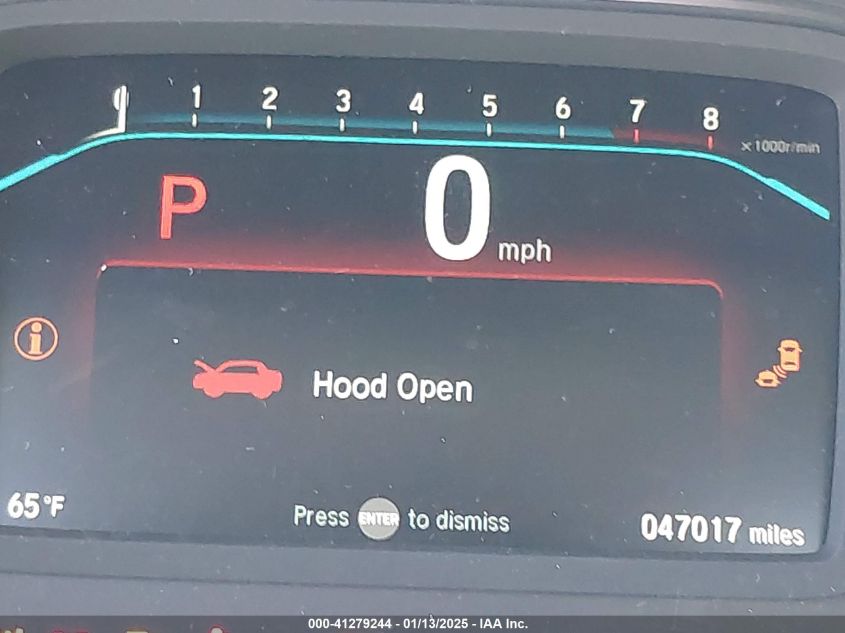 0 1 2 3 4 5 6 7 8
×1000r/min
P 0 mph
Hood Open
65°F
Press ENTER to dismiss
047017 miles
000-41279244 - 01/13/2025 - IAA Inc.